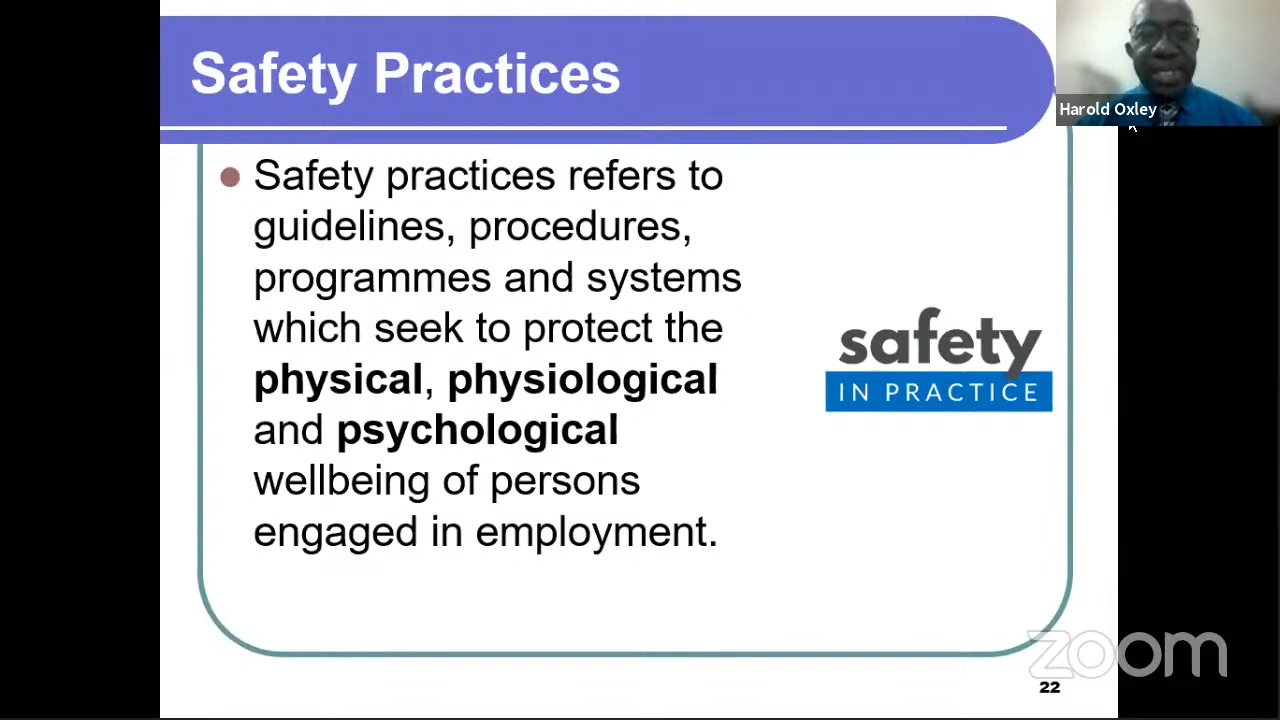 Safety Practices
Harold Oxley
Safety practices refers to
guidelines, procedures,
programmes and systems
which seek to protect the
physical, physiological
and psychological
wellbeing of persons
engaged in employment.
safety
IN PRACTICE
zoom
22